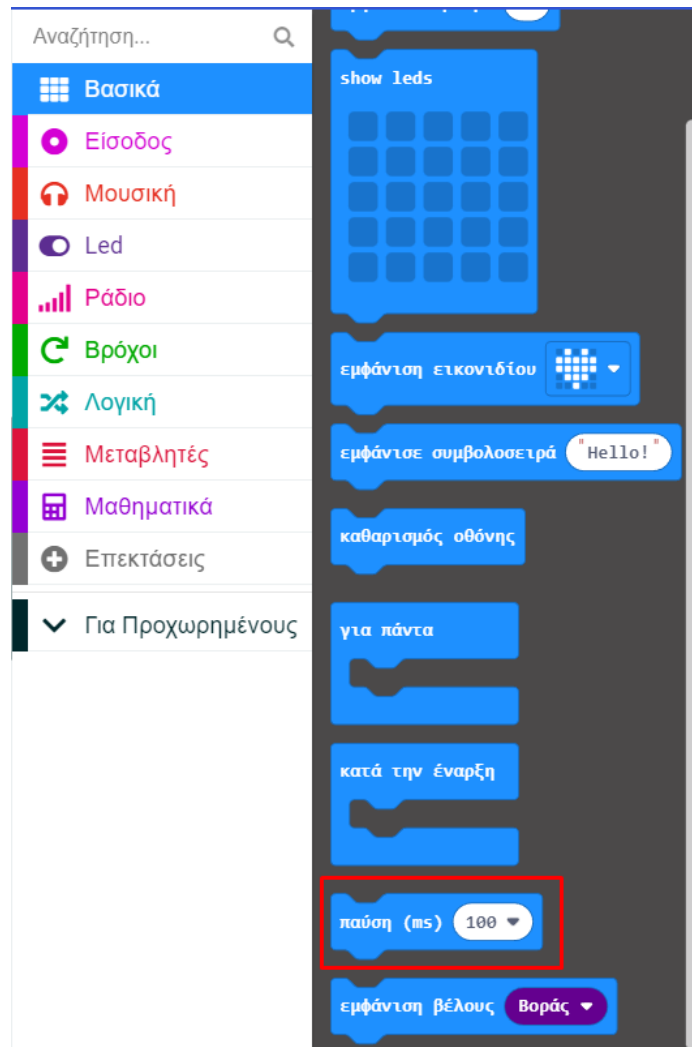 Αναζήτηση...
Βασικά
Είσοδος
Μουσική
Led
Ράδιο
Βρόχοι
Λογική
Μεταβλητές
Μαθηματικά
Επεκτάσεις
Για Προχωρημένους
show leds
εμφάνιση εικονιδίου
εμφάνισε συμβολοσειρά "Hello!"
καθαρισμός οθόνης
για πάντα
κατά την έναρξη
παύση (ms) 100
εμφάνιση βέλους Βοράς